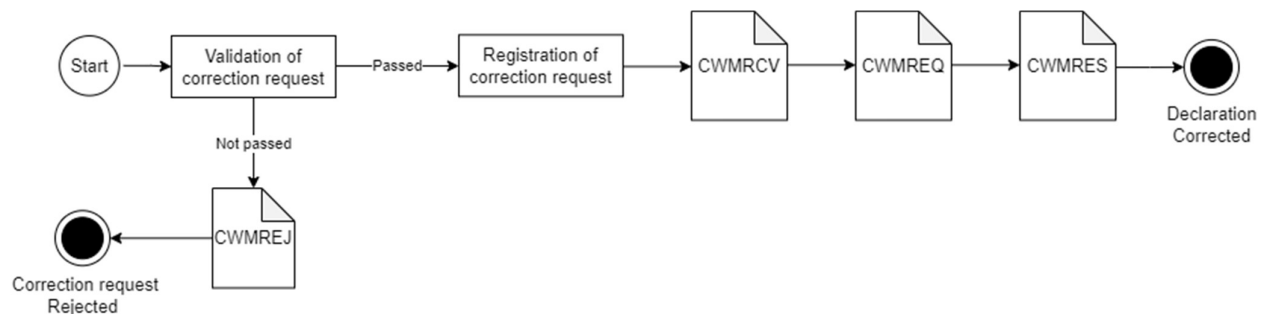 Start
Validation of
correction request
Passed
Registration of
correction request
CWMRCV
CWMREQ
CWMRES
Declaration
Corrected
Not passed
CWMREJ
Correction request
Rejected